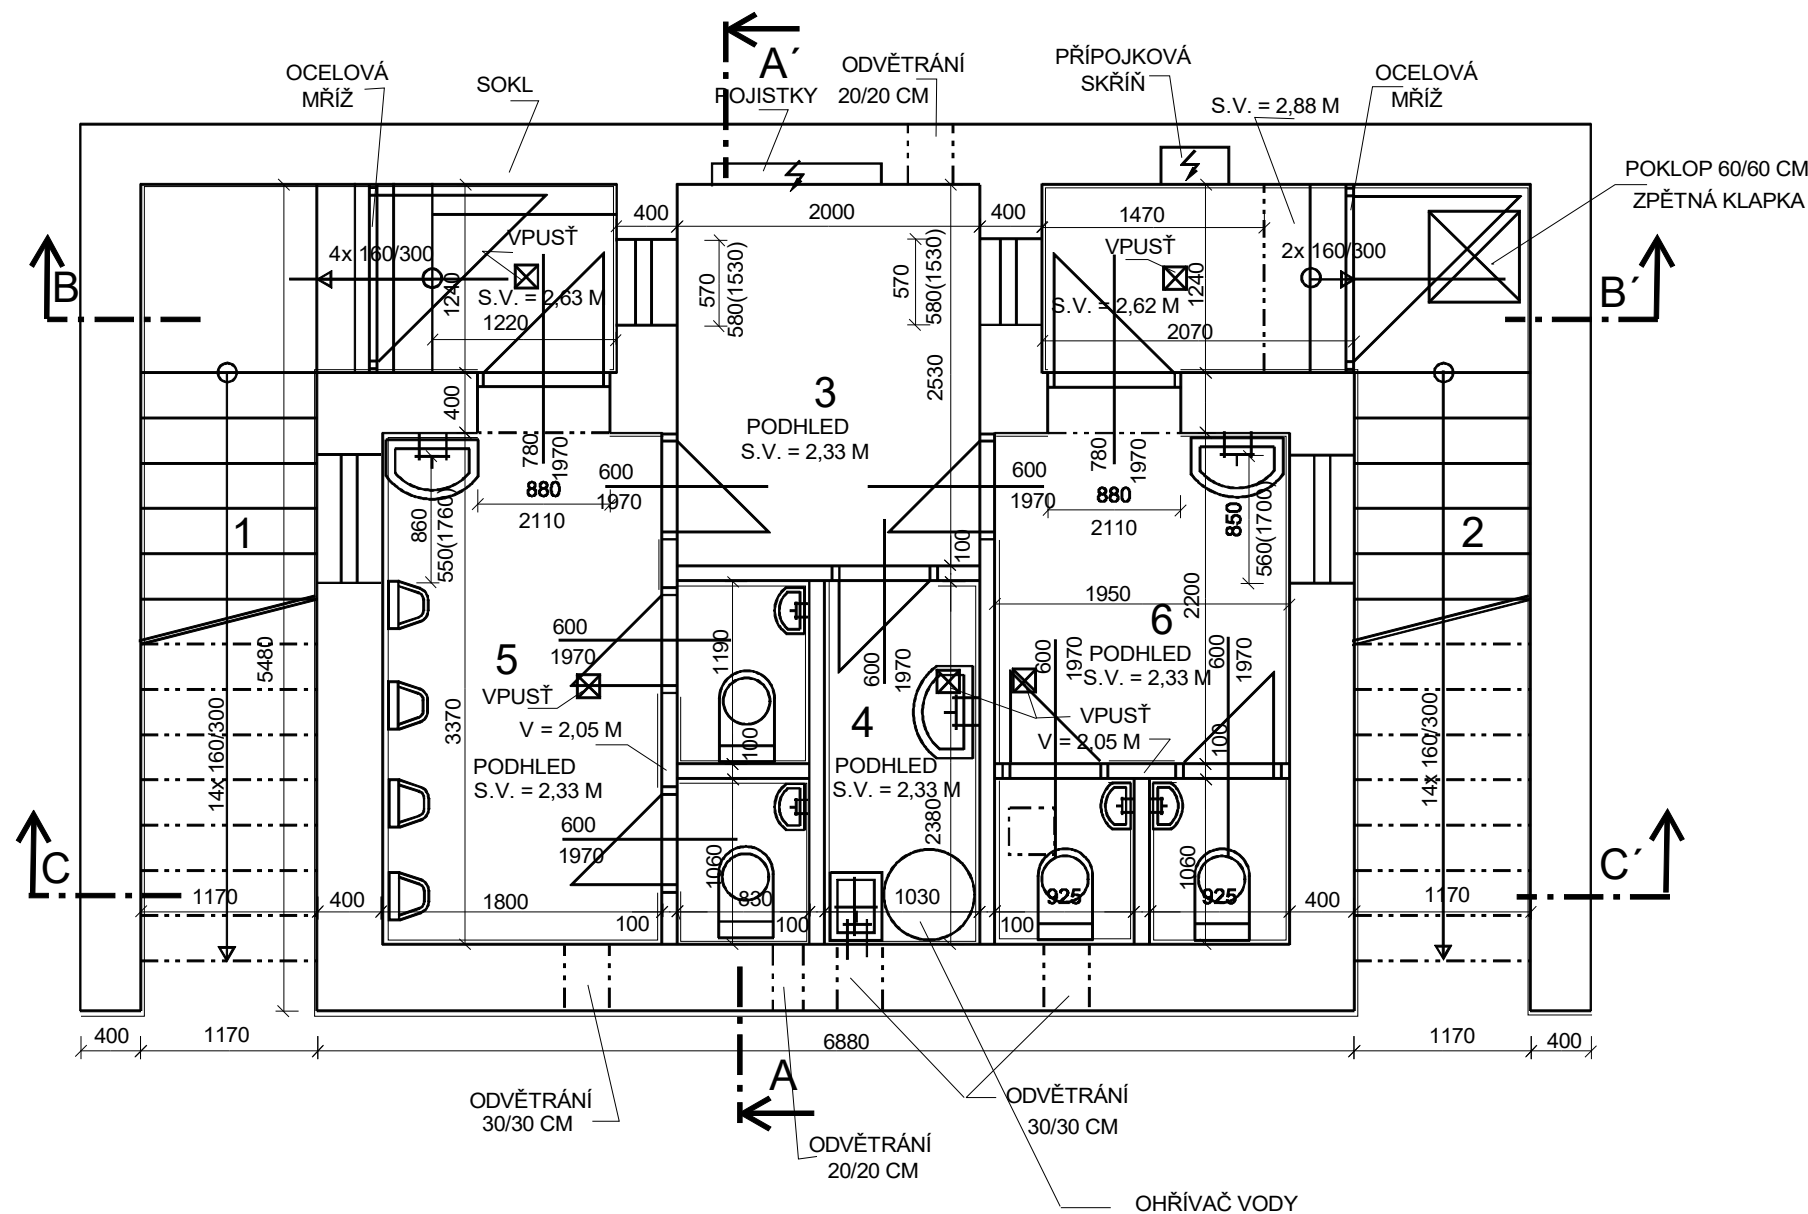 A´
OCELOVÁ
MŘÍŽ
SOKL
POJISTKY
ODVĚTRÁNÍ
20/20 CM
PŘÍPOJKOVÁ
SKŘÍŇ
S.V. = 2,88 M
OCELOVÁ
MŘÍŽ
POKLOP 60/60 CM
ZPĚTNÁ KLAPKA
400
2000
400
1470
4x 160/300
VPUSŤ
1240
S.V. = 2,63 M
1220
570
580(1530)
570
580(1530)
VPUSŤ
1240
S.V. = 2,62 M
2070
2x 160/300
B
B´
400
2530
3
PODHLED
S.V. = 2,33 M
780
1970
880
2110
600
1970
600
1970
780
1970
880
2110
860
550(1760)
850
560(1700)
1
2
100
1950
2200
5480
5
VPUSŤ
600
1970
1190
600
1970
4
6
PODHLED
S.V. = 2,33 M
600
1970
600
1970
VPUSŤ
V = 2,05 M
V = 2,05 M
3370
100
100
14x 160/300
14x 160/300
PODHLED
S.V. = 2,33 M
PODHLED
S.V. = 2,33 M
600
1970
2380
1060
1060
C
C´
1170
400
1800
100
830
100
1030
100
925
925
400
1170
400
1170
6880
1170
400
A
ODVĚTRÁNÍ
30/30 CM
ODVĚTRÁNÍ
30/30 CM
ODVĚTRÁNÍ
20/20 CM
OHŘÍVAČ VODY